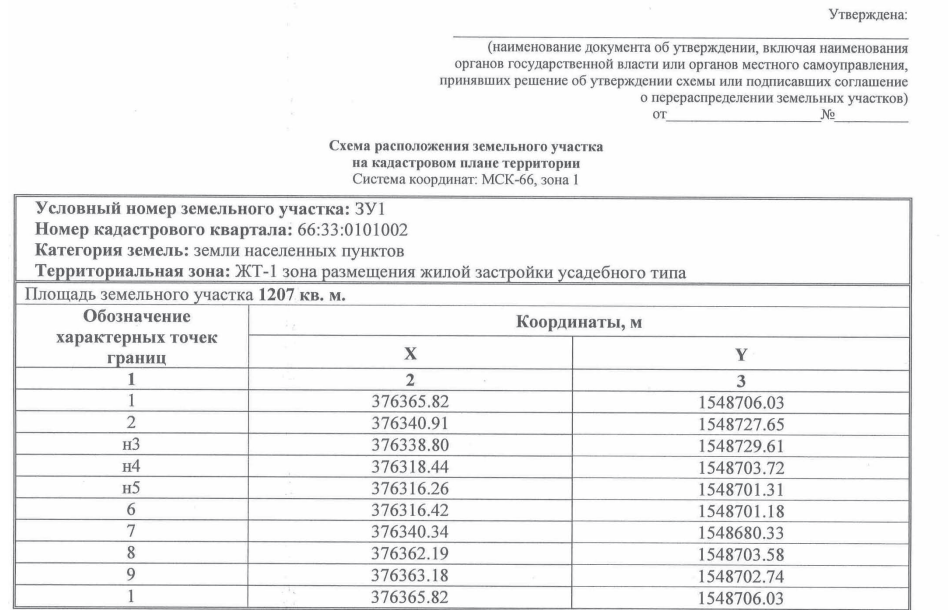 Утверждена:
(наименование документа об утверждении, включая наименования
органов государственной власти или органов местного самоуправления,
принявших решение об утверждении схемы или подписавших соглашение
о перераспределении земельных участков)
от №
Схема расположения земельного участка
на кадастровом плане территории
Система координат: МСК-66, зона 1
Условный номер земельного участка: ЗУ1
Номер кадастрового квартала: 66:33:0101002
Категория земель: земли населенных пунктов
Территориальная зона: ЖТ-1 зона размещения жилой застройки усадебного типа
Площадь земельного участка 1207 кв. м.
Обозначение
характерных точек
границ
Координаты, м
X Y
1 2 3
1 376365.82 1548706.03
2 376340.91 1548727.65
н3 376338.80 1548729.61
н4 376318.44 1548703.72
н5 376316.26 1548701.31
6 376316.42 1548701.18
7 376340.34 1548680.33
8 376362.19 1548703.58
9 376363.18 1548702.74
1 376365.82 1548706.03